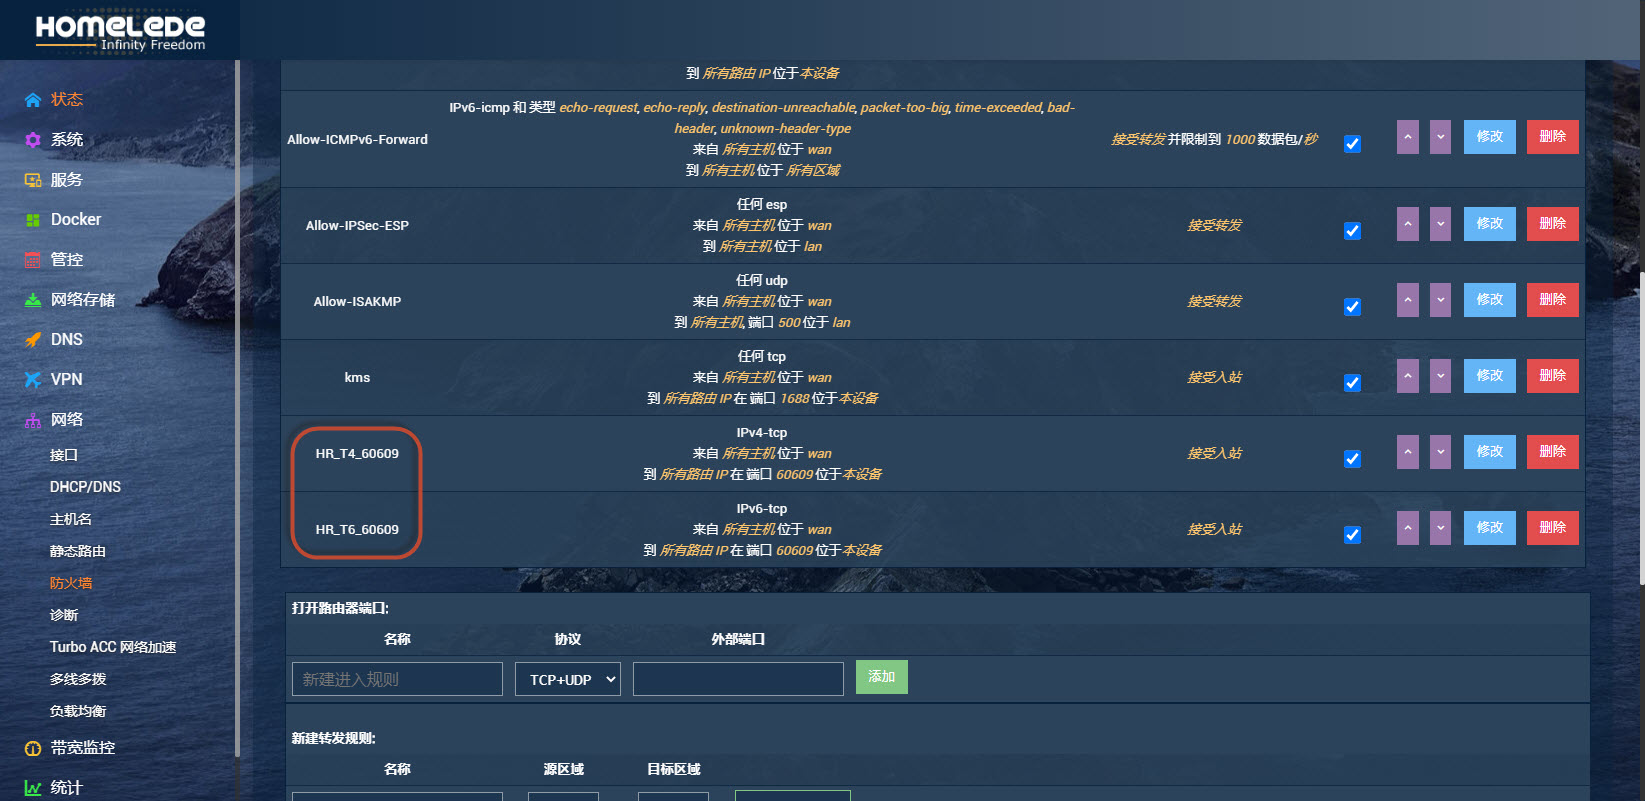 HOMELEDE
Infinity Freedom
状态
系统
服务
Docker
管控
网络存储
DNS
VPN
网络
接口
DHCP/DNS
主机名
静态路由
防火墙
诊断
Turbo ACC 网络加速
多线多拨
负载均衡
带宽监控
统计
到 所有路由 IP 位于本设备
Allow-ICMPv6-Forward
IPv6-icmp 和 类型 echo-request, echo-reply, destination-unreachable, packet-too-big, time-exceeded, bad-
header, unknown-header-type
来自 所有主机 位于 wan
到 所有主机 位于 所有区域
接受转发 并限制到 1000 数据包/秒
修改
删除
Allow-IPSec-ESP
任何 esp
来自 所有主机 位于 wan
到 所有主机 位于 lan
接受转发
修改
删除
Allow-ISAKMP
任何 udp
来自 所有主机 位于 wan
到 所有主机, 端口 500 位于 lan
接受转发
修改
删除
kms
任何 tcp
来自 所有主机 位于 wan
到 所有路由 IP 在 端口 1688 位于本设备
接受入站
修改
删除
HR_T4_60609
IPv4-tcp
来自 所有主机 位于 wan
到 所有路由 IP 在 端口 60609 位于本设备
接受入站
修改
删除
HR_T6_60609
IPv6-tcp
来自 所有主机 位于 wan
到 所有路由 IP 在 端口 60609 位于本设备
接受入站
修改
删除
打开路由器端口:
名称 协议 外部端口
新建进入规则 TCP+UDP 添加
新建转发规则:
名称 源区域 目标区域